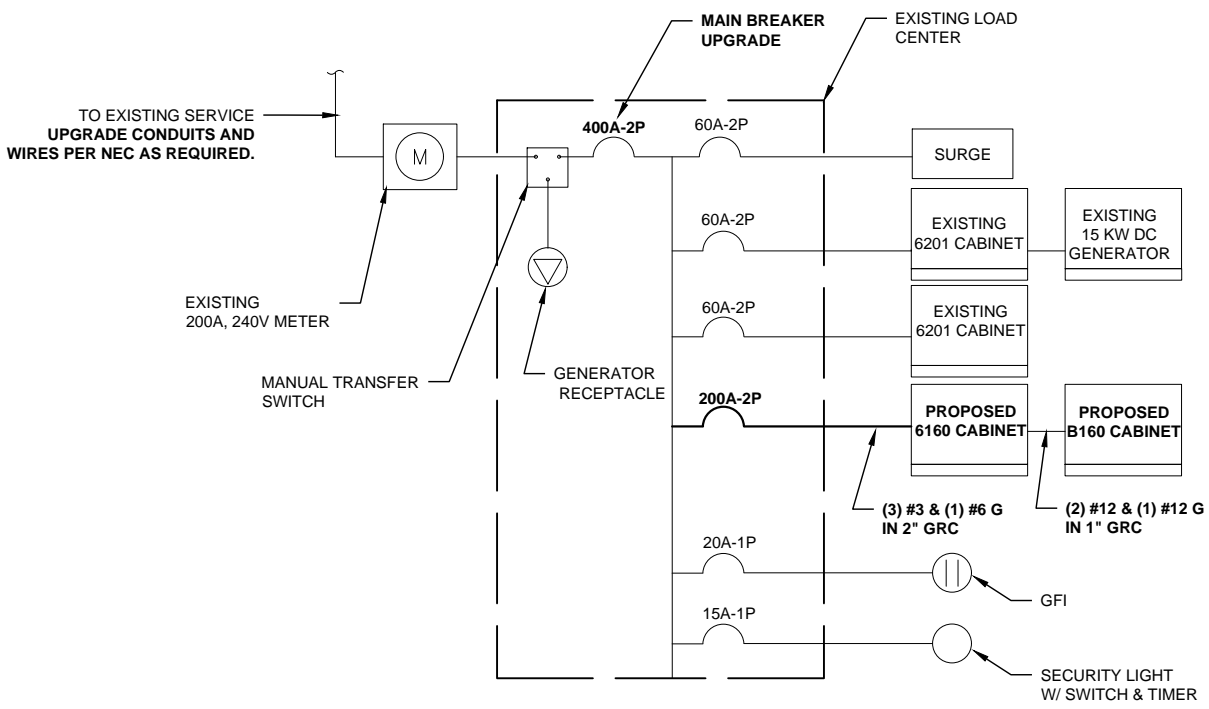 MAIN BREAKER
UPGRADE
EXISTING LOAD
CENTER
TO EXISTING SERVICE
UPGRADE CONDUITS AND
WIRES PER NEC AS REQUIRED.
M
400A-2P
60A-2P
SURGE
60A-2P
EXISTING
6201 CABINET
EXISTING
15 KW DC
GENERATOR
EXISTING
200A, 240V METER
60A-2P
EXISTING
6201 CABINET
MANUAL TRANSFER
SWITCH
GENERATOR
RECEPTACLE
200A-2P
PROPOSED
6160 CABINET
PROPOSED
B160 CABINET
(3) #3 & (1) #6 G
IN 2" GRC
(2) #12 & (1) #12 G
IN 1" GRC
20A-1P
GFI
15A-1P
SECURITY LIGHT
W/ SWITCH & TIMER